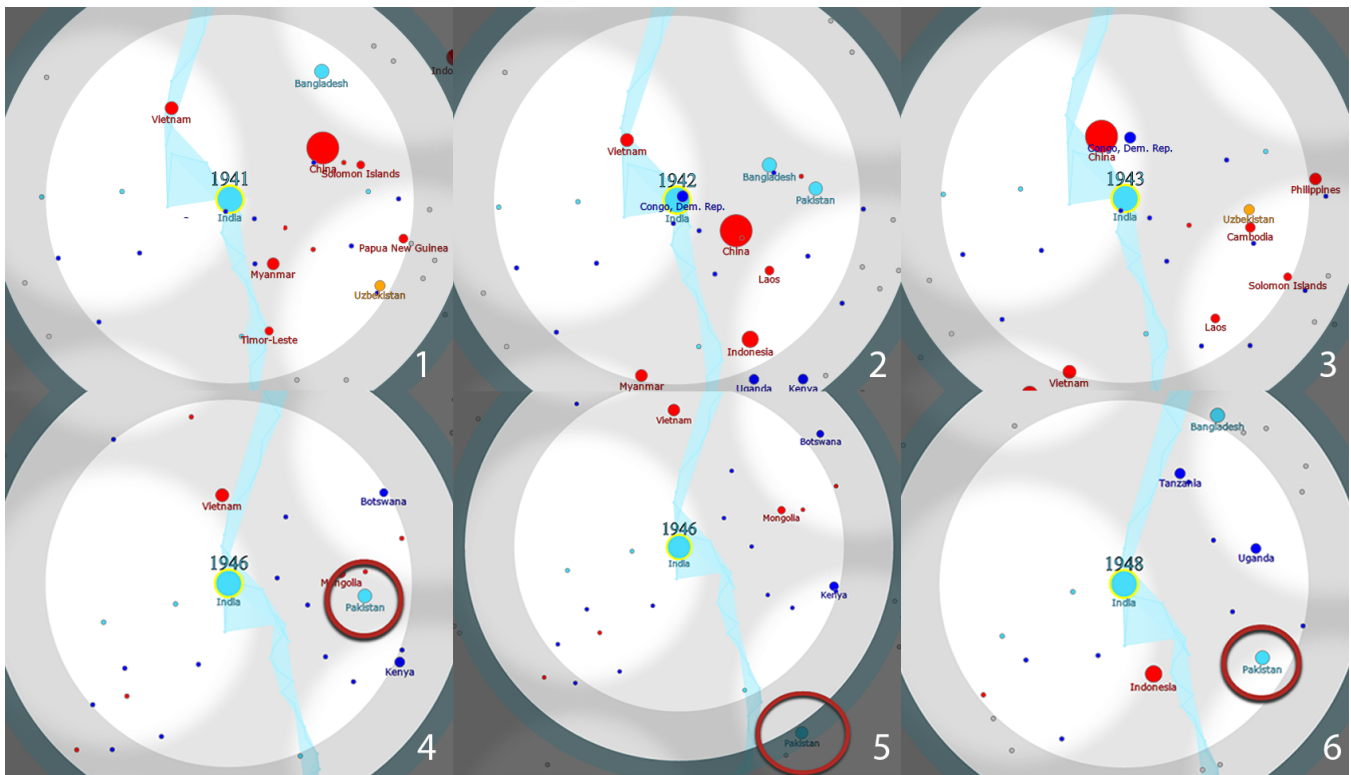 Indo
Bangladesh
Vietnam
China
Solomon Islands
1941
India
Papua New Guinea
Myanmar
Uzbekistan
Timor-Leste
1
Vietnam
Bangladesh
1942
Pakistan
Congo, Dem. Rep.
India
China
Laos
Indonesia
2
Myanmar
Uganda
Kenya
Congo, Dem. Rep.
China
1943
Philippines
India
Uzbekistan
Cambodia
Solomon Islands
Laos
3
Vietnam
Vietnam
Botswana
1946
Mongolia
India
Pakistan
Kenya
4
Vietnam
Botswana
Mongolia
1946
India
Kenya
Pakistan
5
Bangladesh
Tanzania
Uganda
1948
India
Pakistan
Indonesia
6